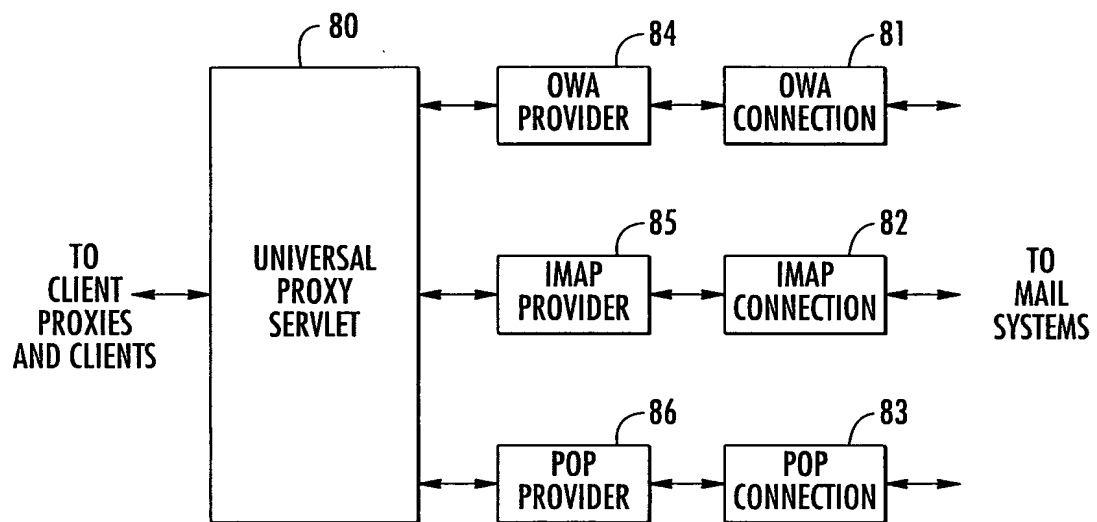 80
84
81
OWA
PROVIDER
OWA
CONNECTION
TO
CLIENT
PROXIES
AND CLIENTS
UNIVERSAL
PROXY
SERVLET
85
82
IMAP
PROVIDER
IMAP
CONNECTION
TO
MAIL
SYSTEMS
86
83
POP
PROVIDER
POP
CONNECTION